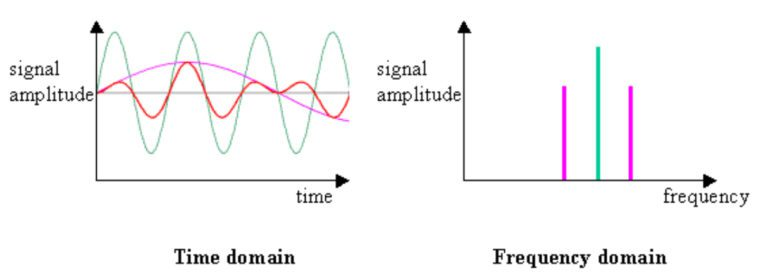 signal
amplitude
time
Time domain
signal
amplitude
frequency
Frequency domain